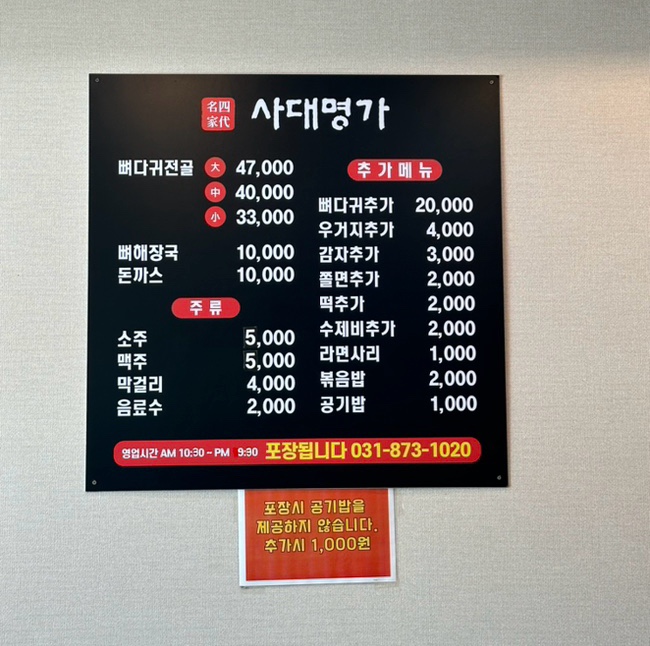 名四
家代
사대명가
뼈다귀전골 大 47,000
中 40,000
小 33,000
뼈해장국 10,000
돈까스 10,000
주류
소주 5,000
맥주 5,000
막걸리 4,000
음료수 2,000
추가메뉴
뼈다귀추가 20,000
우거지추가 4,000
감자추가 3,000
쫄면추가 2,000
떡추가 2,000
수제비추가 2,000
라면사리 1,000
볶음밥 2,000
공기밥 1,000
영업시간 AM 10:30 ~ PM 9:30 포장됩니다 031-873-1020
포장시 공기밥을
제공하지 않습니다.
추가시 1,000원